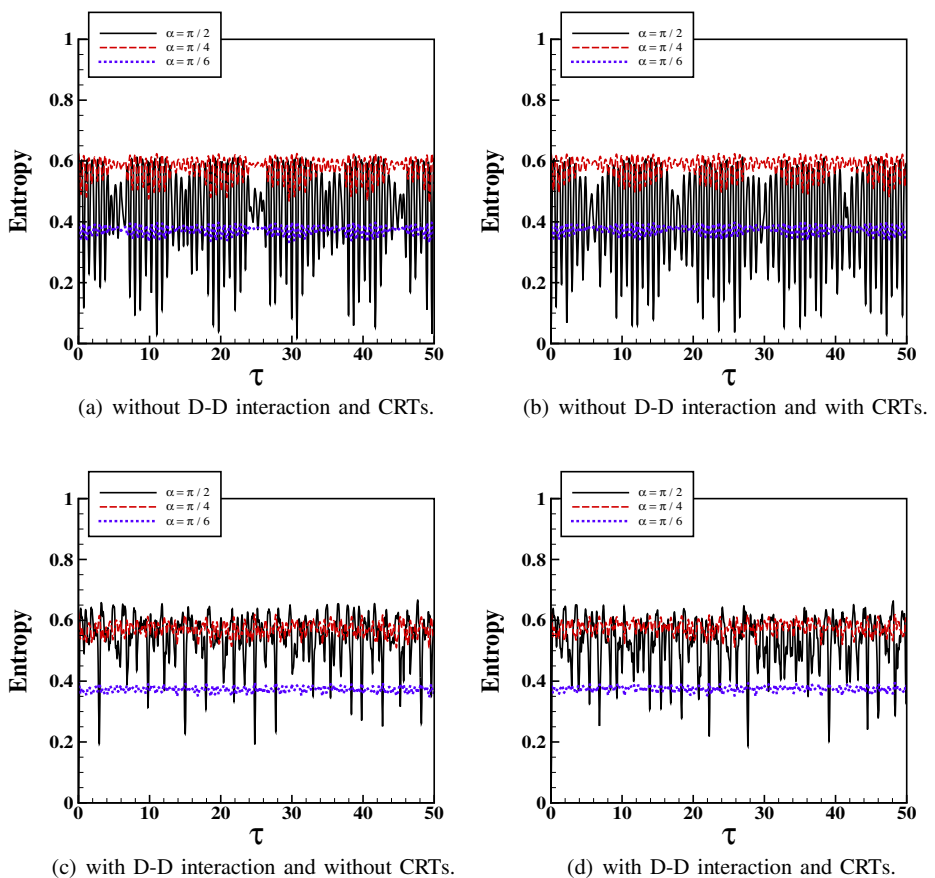 α = π / 2
α = π / 4
α = π / 6
1
0.8
0.6
0.4
0.2
0
Entropy
0 10 20 30 40 50
τ
(a) without D-D interaction and CRTs.
α = π / 2
α = π / 4
α = π / 6
1
0.8
0.6
0.4
0.2
0
Entropy
0 10 20 30 40 50
τ
(b) without D-D interaction and with CRTs.
α = π / 2
α = π / 4
α = π / 6
1
0.8
0.6
0.4
0.2
0
Entropy
0 10 20 30 40 50
τ
(c) with D-D interaction and without CRTs.
α = π / 2
α = π / 4
α = π / 6
1
0.8
0.6
0.4
0.2
0
Entropy
0 10 20 30 40 50
τ
(d) with D-D interaction and CRTs.